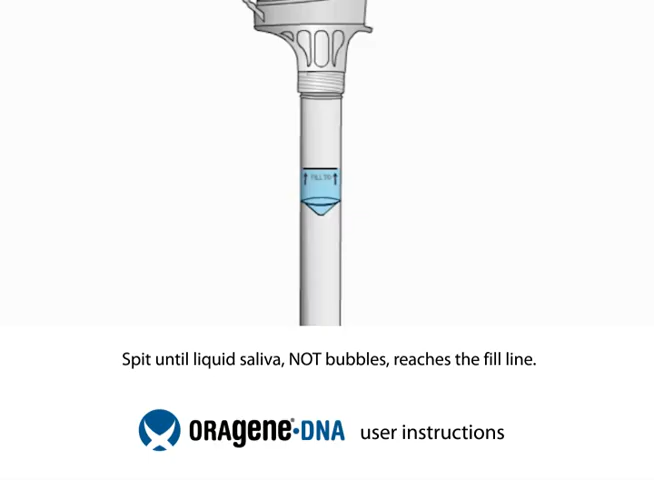 FILL TO
Spit until liquid saliva, NOT bubbles, reaches the fill line.
ORAgene®•DNA user instructions